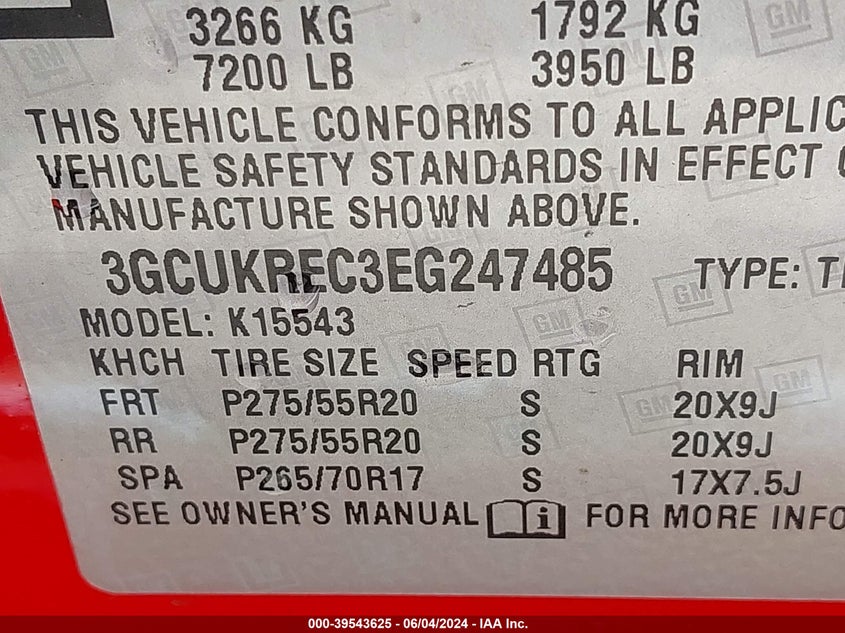 3266 KG 1792 KG
7200 LB 3950 LB
THIS VEHICLE CONFORMS TO ALL APPLIC
VEHICLE SAFETY STANDARDS IN EFFECT
MANUFACTURE SHOWN ABOVE.
3GCUKREC3EG247485 TYPE: T
MODEL: K15543
KHCH TIRE SIZE SPEED RTG RIM
FRT P275/55R20 S 20X9J
RR P275/55R20 S 20X9J
SPA P265/70R17 S 17X7.5J
SEE OWNER'S MANUAL i FOR MORE INFO
000-39543625 - 06/04/2024 - IAA Inc.